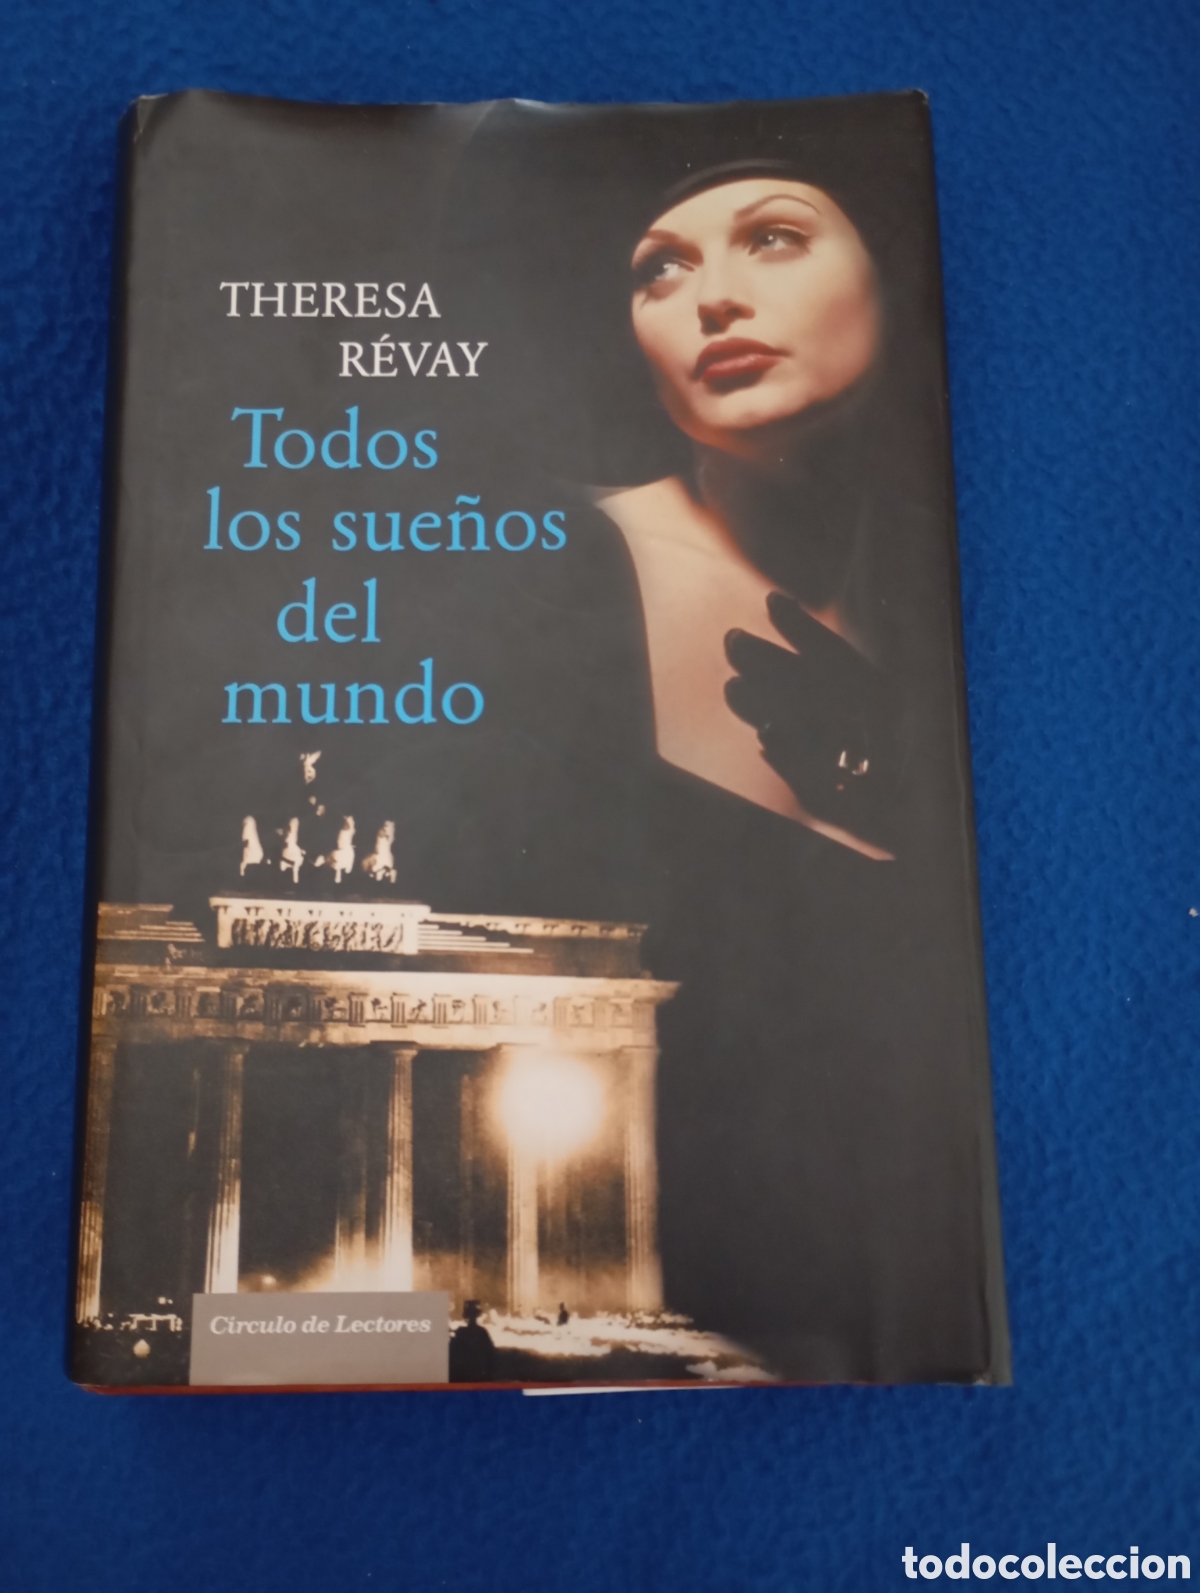 THERESA
RÉVAY
Todos
los sueños
del
mundo
Círculo de Lectores
todocoleccion